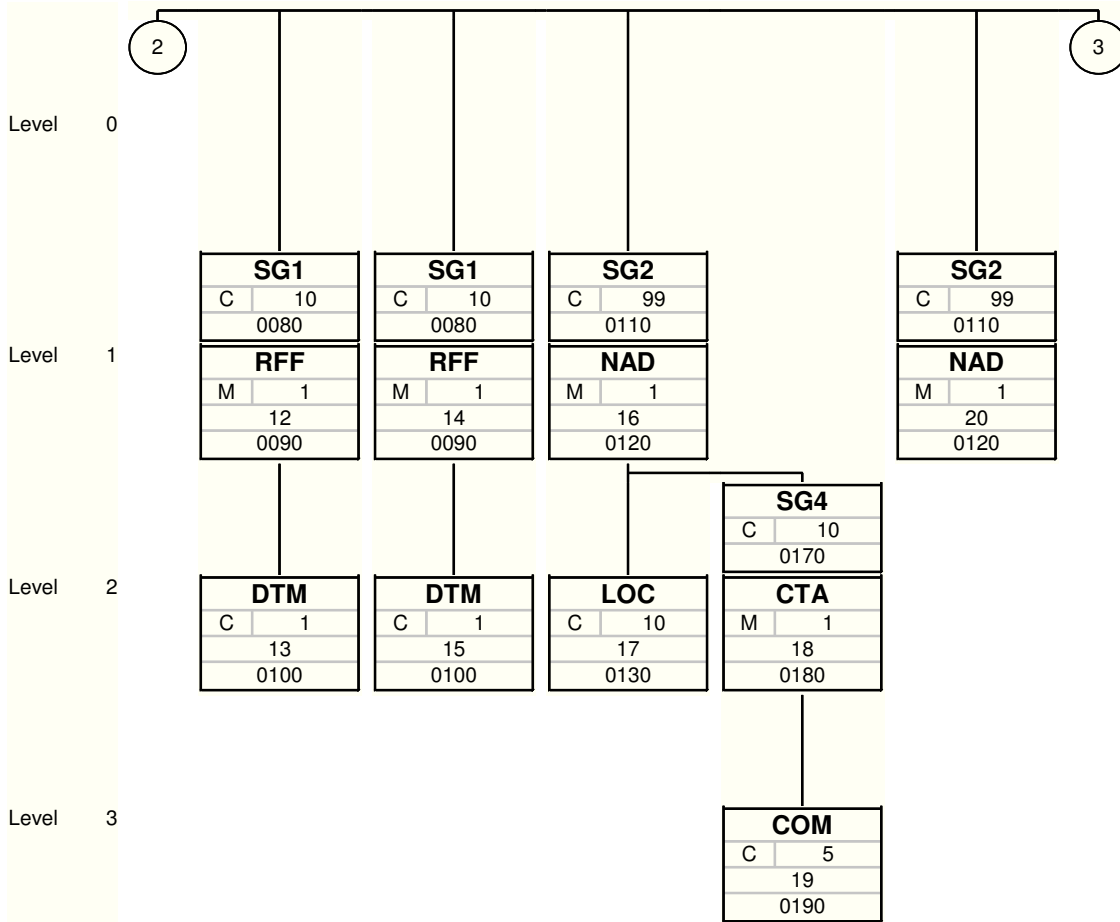 2 3
Level 0
SG1 SG1 SG2 SG2
C 10 C 10 C 99 C 99
0080 0080 0110 0110
Level 1
RFF RFF NAD NAD
M 1 M 1 M 1 M 1
12 14 16 20
0090 0090 0120 0120
SG4
C 10
0170
Level 2
DTM DTM LOC CTA
C 1 C 1 C 10 M 1
13 15 17 18
0100 0100 0130 0180
Level 3
COM
C 5
19
0190